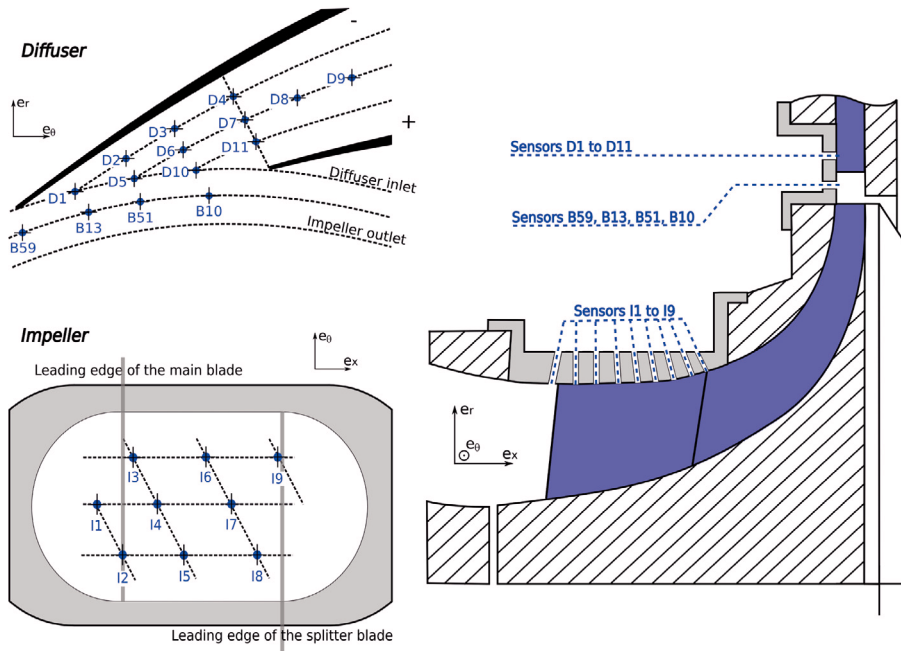 Diffuser
-
er
eθ
D9
D4
D8
D3
D7
+
D2
D6
D11
D5
D10
D1
Diffuser inlet
B51
B10
B13
Impeller outlet
B59
Sensors D1 to D11
Sensors B59, B13, B51, B10
Sensors I1 to I9
er
eθ
ex
Impeller
eθ
ex
Leading edge of the main blade
I3
I6
I9
I1
I4
I7
I2
I5
I8
Leading edge of the splitter blade